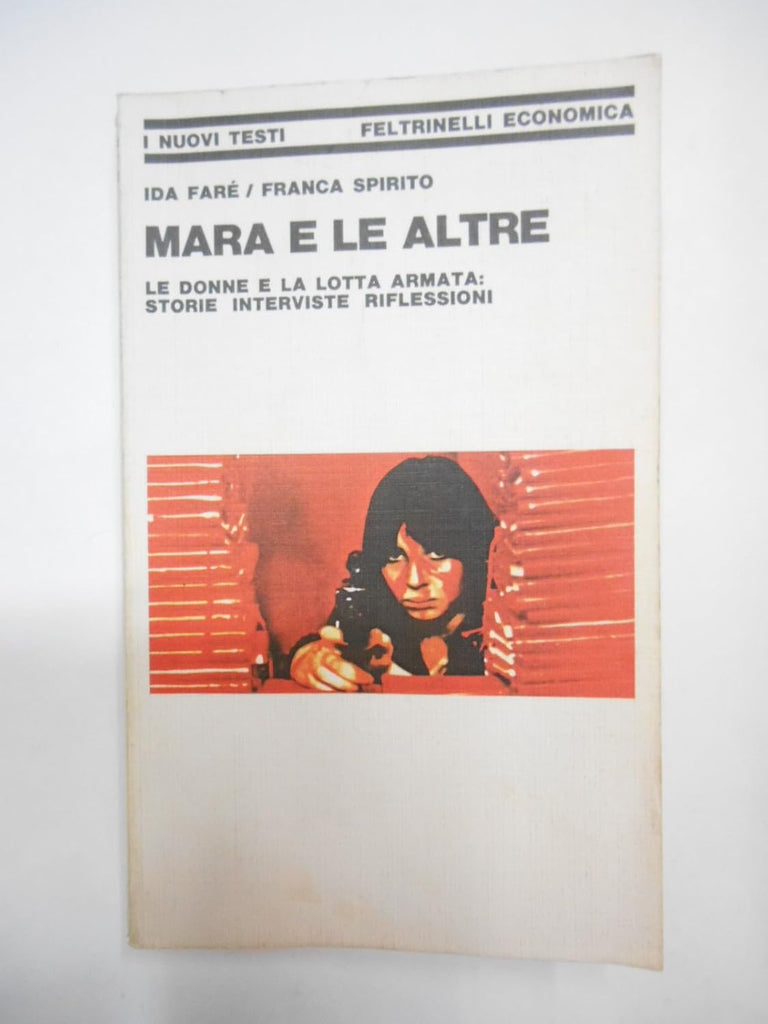 I NUOVI TESTI FELTRINELLI ECONOMICA
IDA FARÉ / FRANCA SPIRITO
MARA E LE ALTRE
LE DONNE E LA LOTTA ARMATA:
STORIE INTERVISTE RIFLESSIONI